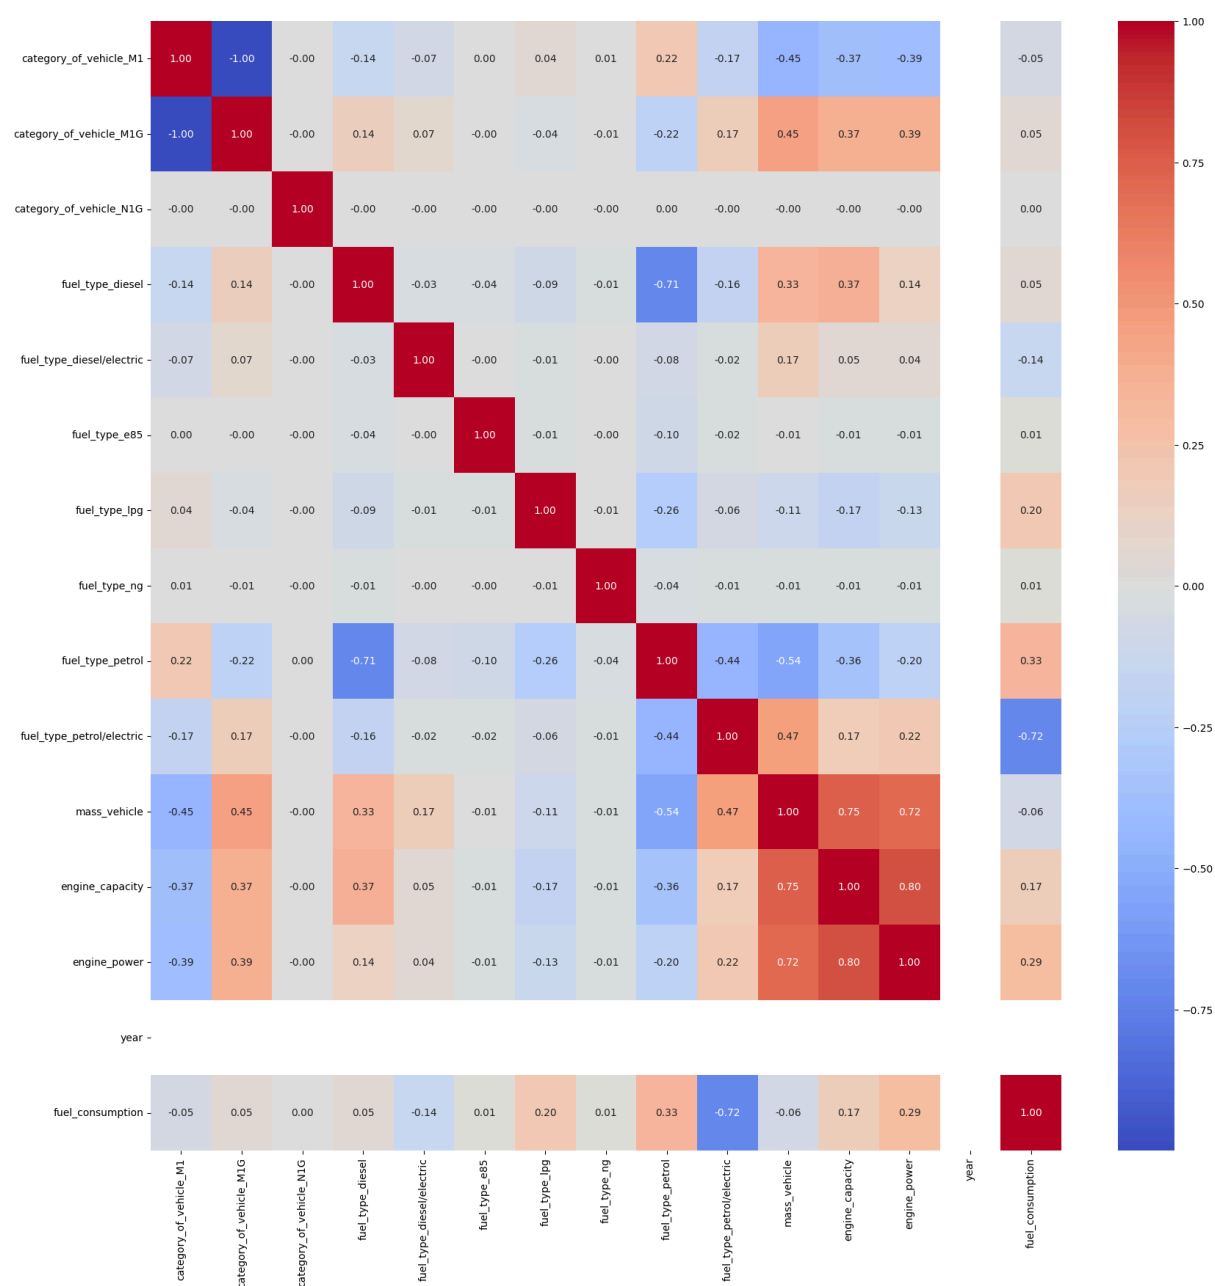 category_of_vehicle_M1 1.00 -1.00 -0.00 -0.14 -0.07 0.00 0.04 0.01 0.22 -0.17 -0.45 -0.37 -0.39 -0.05
category_of_vehicle_M1G -1.00 1.00 -0.00 0.14 0.07 -0.00 -0.04 -0.01 -0.22 0.17 0.45 0.37 0.39 0.05
category_of_vehicle_N1G -0.00 -0.00 1.00 -0.00 -0.00 -0.00 -0.00 -0.00 0.00 -0.00 -0.00 -0.00 -0.00 0.00
fuel_type_diesel -0.14 0.14 -0.00 1.00 -0.03 -0.04 -0.09 -0.01 -0.71 -0.16 0.33 0.37 0.14 0.05
fuel_type_diesel/electric -0.07 0.07 -0.00 -0.03 1.00 -0.00 -0.01 -0.00 -0.08 -0.02 0.17 0.05 0.04 -0.14
fuel_type_e85 0.00 -0.00 -0.00 -0.04 -0.00 1.00 -0.01 -0.00 -0.10 -0.02 -0.01 -0.01 -0.01 0.01
fuel_type_lpg 0.04 -0.04 -0.00 -0.09 -0.01 -0.01 1.00 -0.01 -0.26 -0.06 -0.11 -0.17 -0.13 0.20
fuel_type_ng 0.01 -0.01 -0.00 -0.01 -0.00 -0.00 -0.01 1.00 -0.04 -0.01 -0.01 -0.01 -0.01 0.01
fuel_type_petrol 0.22 -0.22 0.00 -0.71 -0.08 -0.10 -0.26 -0.04 1.00 -0.44 -0.54 -0.36 -0.20 0.33
fuel_type_petrol/electric -0.17 0.17 -0.00 -0.16 -0.02 -0.02 -0.06 -0.01 -0.44 1.00 0.47 0.17 0.22 -0.72
mass_vehicle -0.45 0.45 -0.00 0.33 0.17 -0.01 -0.11 -0.01 -0.54 0.47 1.00 0.75 0.72 -0.06
engine_capacity -0.37 0.37 -0.00 0.37 0.05 -0.01 -0.17 -0.01 -0.36 0.17 0.75 1.00 0.80 0.17
engine_power -0.39 0.39 -0.00 0.14 0.04 -0.01 -0.13 -0.01 -0.20 0.22 0.72 0.80 1.00 0.29
year
fuel_consumption -0.05 0.05 0.00 0.05 -0.14 0.01 0.20 0.01 0.33 -0.72 -0.06 0.17 0.29 1.00
category_of_vehicle_M1
category_of_vehicle_M1G
category_of_vehicle_N1G
fuel_type_diesel
fuel_type_diesel/electric
fuel_type_e85
fuel_type_lpg
fuel_type_ng
fuel_type_petrol
fuel_type_petrol/electric
mass_vehicle
engine_capacity
engine_power
year
fuel_consumption
1.00
0.75
0.50
0.25
0.00
-0.25
-0.50
-0.75